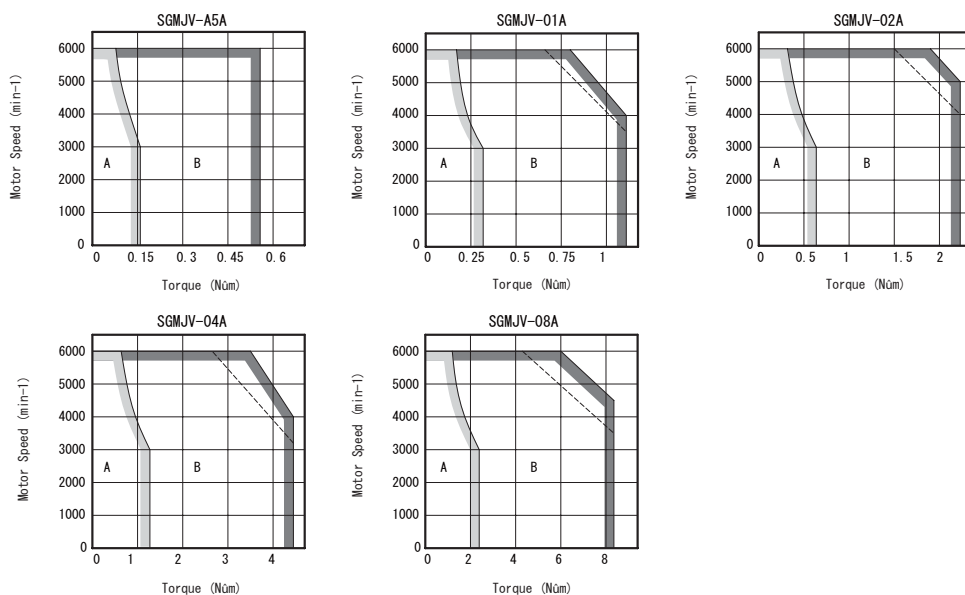 SGMJV-A5A
6000
5000
4000
3000
2000
1000
0
Motor Speed (min-1)
A
B
0 0.15 0.3 0.45 0.6
Torque (Nûm)
SGMJV-01A
6000
5000
4000
3000
2000
1000
0
Motor Speed (min-1)
A
B
0 0.25 0.5 0.75 1
Torque (Nûm)
SGMJV-02A
6000
5000
4000
3000
2000
1000
0
Motor Speed (min-1)
A
B
0 0.5 1 1.5 2
Torque (Nûm)
SGMJV-04A
6000
5000
4000
3000
2000
1000
0
Motor Speed (min-1)
A
B
0 1 2 3 4
Torque (Nûm)
SGMJV-08A
6000
5000
4000
3000
2000
1000
0
Motor Speed (min-1)
A
B
0 2 4 6 8
Torque (Nûm)